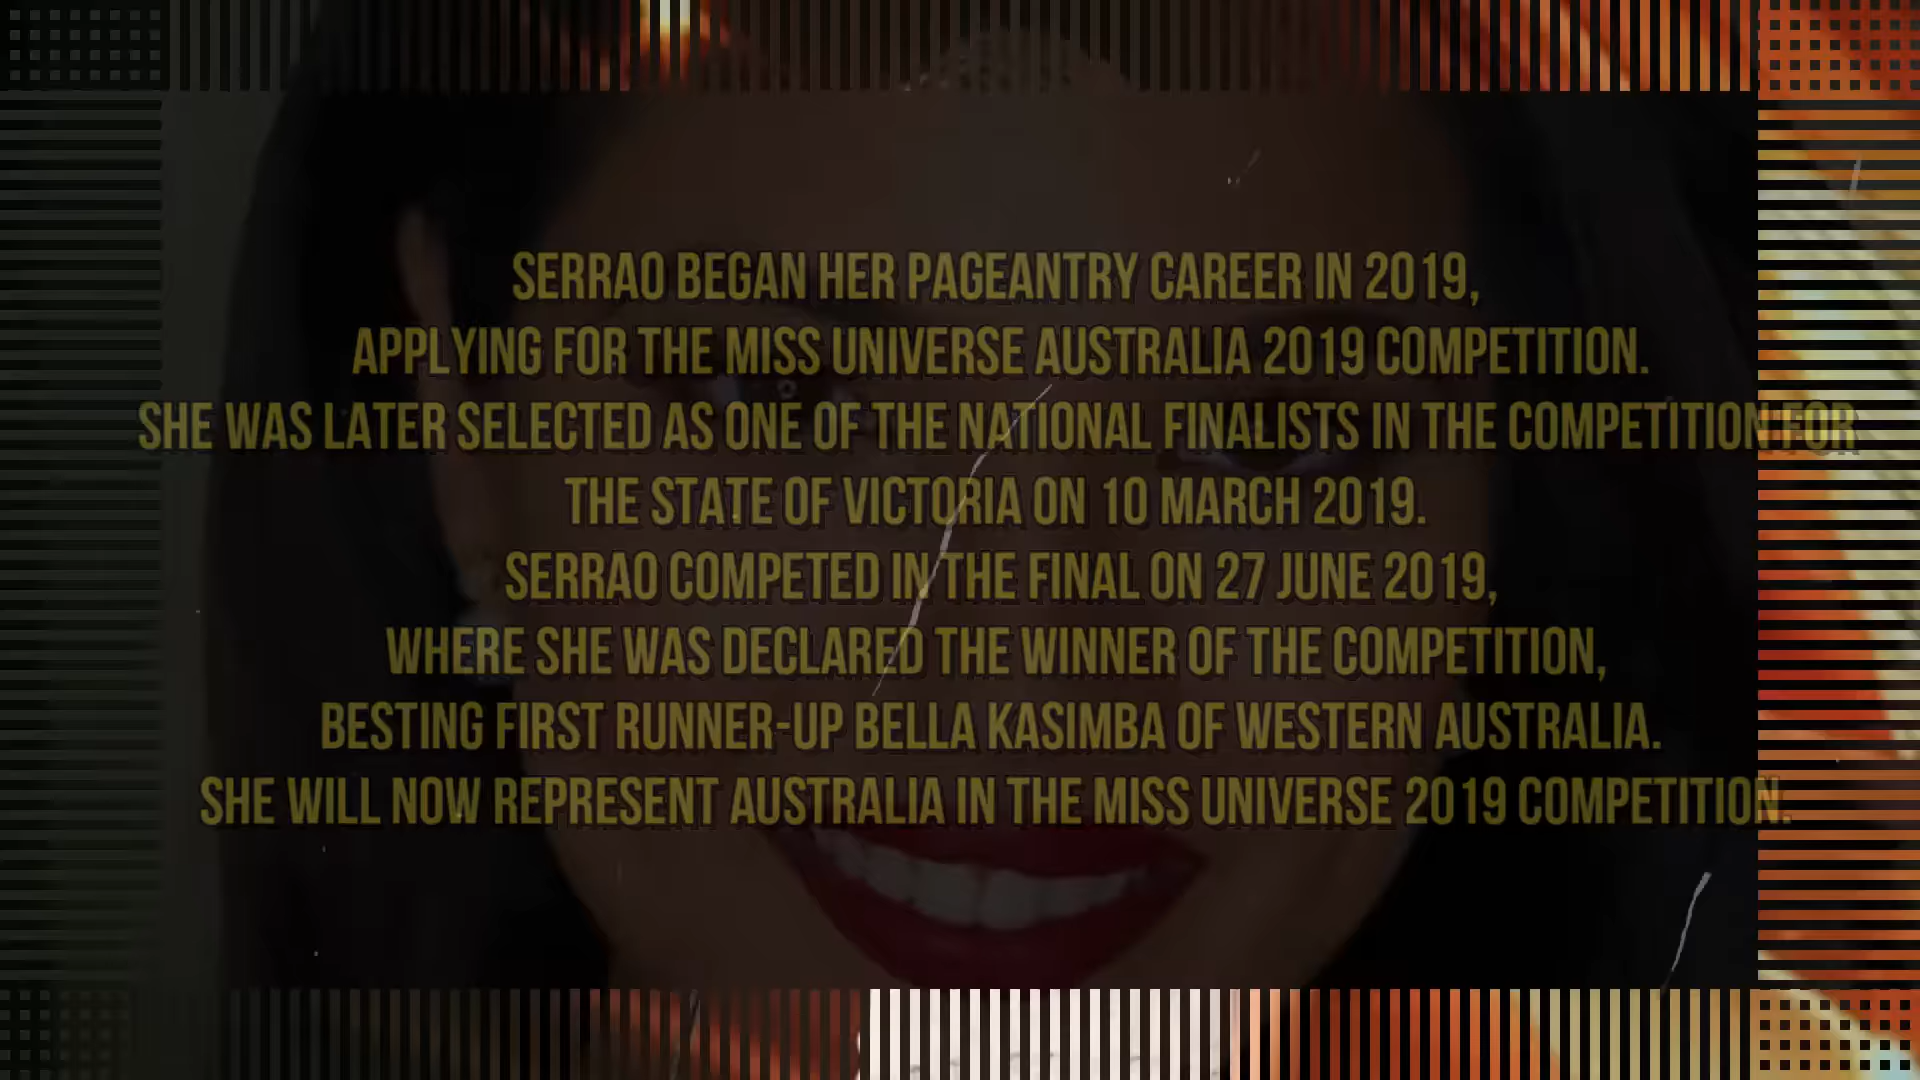 SERRAO BEGAN HER PAGEANTRY CAREER IN 2019,
APPLYING FOR THE MISS UNIVERSE AUSTRALIA 2019 COMPETITION.
SHE WAS LATER SELECTED AS ONE OF THE NATIONAL FINALISTS IN THE COMPETITION FOR
THE STATE OF VICTORIA ON 10 MARCH 2019.
SERRAO COMPETED IN THE FINAL ON 27 JUNE 2019,
WHERE SHE WAS DECLARED THE WINNER OF THE COMPETITION,
BESTING FIRST RUNNER-UP BELLA KASIMBA OF WESTERN AUSTRALIA.
SHE WILL NOW REPRESENT AUSTRALIA IN THE MISS UNIVERSE 2019 COMPETITION.